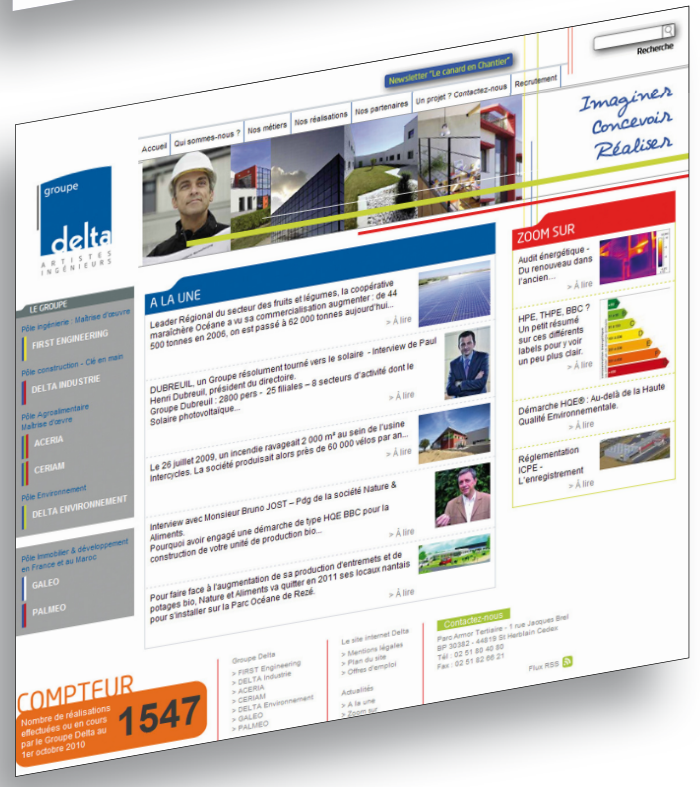 Recherche
Newsletter "Le canard en Chantier"
Accueil
Qui sommes-nous ?
Nos métiers
Nos réalisations
Nos partenaires
Un projet ? Contactez-nous
Recrutement
Imaginer
Concevoir
Réaliser
groupe
delta
ARTISTES
INGÉNIEURS
LE GROUPE
Pôle ingénierie : Maîtrise d'œuvre
FIRST ENGINEERING
Pôle construction - Clé en main
DELTA INDUSTRIE
Pôle Agroalimentaire
Maîtrise d'œuvre
ACERIA
CERIAM
Pôle Environnement
DELTA ENVIRONNEMENT
Pôle Immobilier & développement
en France et au Maroc
GALEO
PALMEO
A LA UNE
Leader Régional du secteur des fruits et légumes, la coopérative
maraîchère Océane a vu sa commercialisation augmenter : de 44
500 tonnes en 2006, on est passé à 62 000 tonnes aujourd'hui...
> À lire
DUBREUIL, un Groupe résolument tourné vers le solaire - Interview de Paul
Henri Dubreuil, président du directoire.
Groupe Dubreuil : 2800 pers - 25 filiales – 8 secteurs d'activité dont le
Solaire photovoltaïque...
> À lire
Le 26 juillet 2009, un incendie ravageait 2 000 m² au sein de l'usine
Intercycles. La société produisait alors près de 60 000 vélos par an...
> À lire
Interview avec Monsieur Bruno JOST – Pdg de la société Nature &
Aliments.
Pourquoi avoir engagé une démarche de type HQE BBC pour la
construction de votre unité de production bio...
> À lire
Pour faire face à l'augmentation de sa production d'entremets et de
potages bio, Nature et Aliments va quitter en 2011 ses locaux nantais
pour s'installer sur la Parc Océane de Rezé.
> À lire
ZOOM SUR
Audit énergétique -
Du renouveau dans
l'ancien....
> À lire
HPE, THPE, BBC ?
Un petit résumé
sur ces différents
labels pour y voir
un peu plus clair.
> À lire
Démarche HQE® : Au-delà de la Haute
Qualité Environnementale.
Réglementation
ICPE -
L'enregistrement
> À lire
COMPTEUR
Nombre de réalisations
effectuées ou en cours
par le Groupe Delta au
1er octobre 2010
1547
Groupe Delta
> FIRST Engineering
> DELTA Industrie
> ACERIA
> CERIAM
> DELTA Environnement
> GALEO
> PALMEO
Le site internet Delta
> Mentions légales
> Plan du site
> Offres d'emploi
Actualités
> A la une
> Zoom sur
Contactez-nous
Parc Armor Tertiaire - 1 rue Jacques Brel
BP 30382 - 44819 St Herblain Cedex
Tél : 02 51 80 40 80
Fax : 02 51 82 66 21
Flux RSS